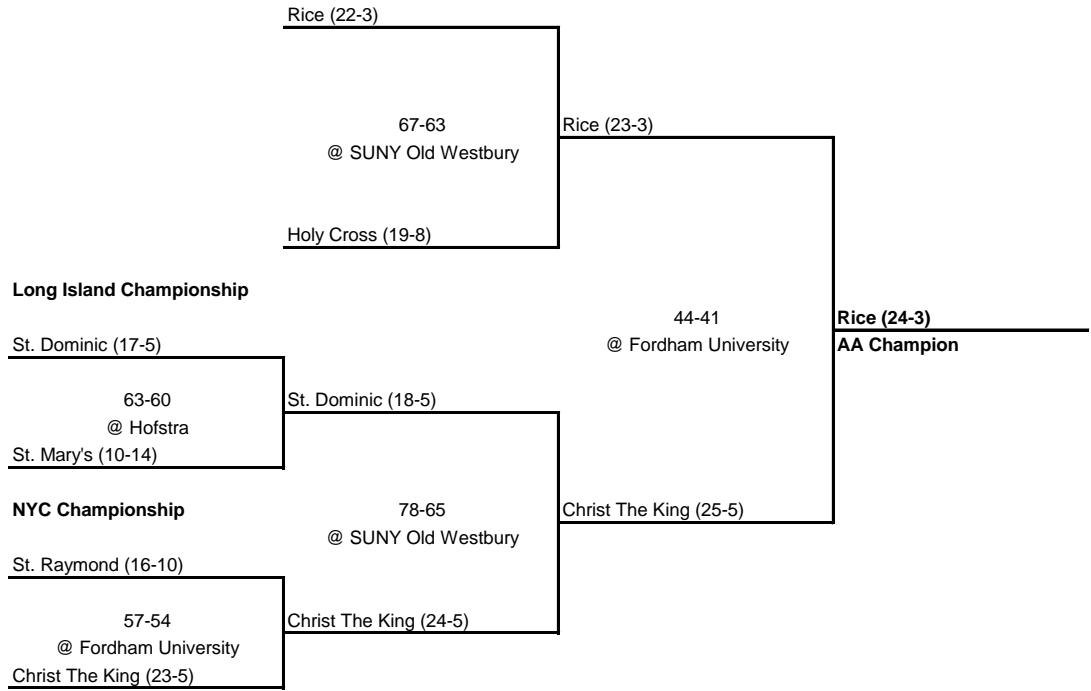 Rice (22-3)
67-63
@ SUNY Old Westbury
Rice (23-3)
Holy Cross (19-8)
Long Island Championship
44-41
@ Fordham University
Rice (24-3)
AA Champion
St. Dominic (17-5)
63-60
@ Hofstra
St. Dominic (18-5)
St. Mary's (10-14)
NYC Championship
78-65
@ SUNY Old Westbury
Christ The King (25-5)
St. Raymond (16-10)
57-54
@ Fordham University
Christ The King (24-5)
Christ The King (23-5)